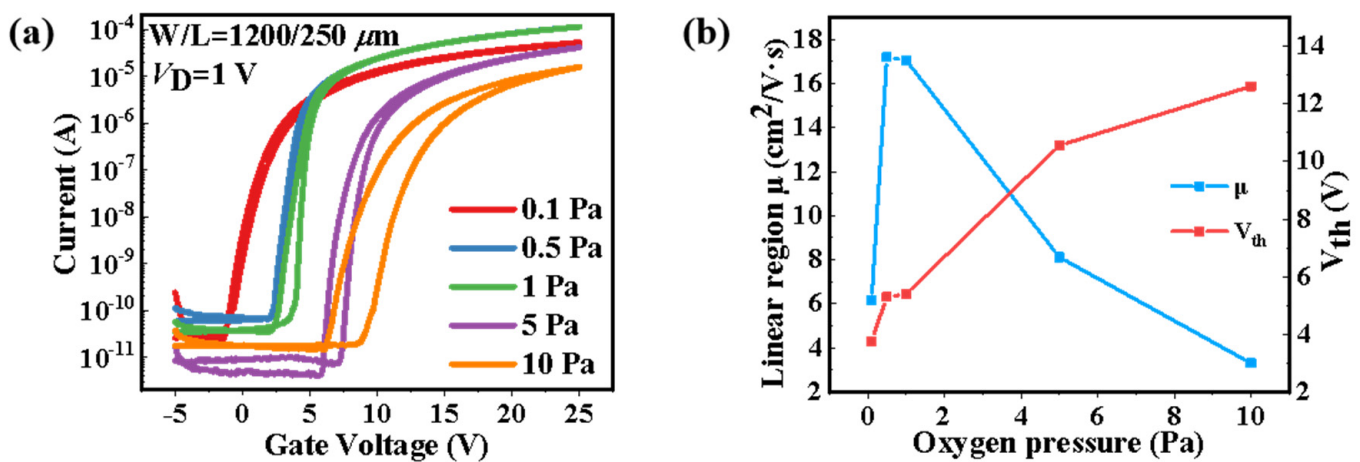 (a)
W/L=1200/250 μm
VD=1 V
Current (A)
10-4
10-5
10-6
10-7
10-8
10-9
10-10
10-11
0.1 Pa
0.5 Pa
1 Pa
5 Pa
10 Pa
-5 0 5 10 15 20 25
Gate Voltage (V)
(b)
Linear region μ (cm2/V·s)
18
16
14
12
10
8
6
4
2
μ
Vth
14
12
10
8
6
4
2
Vth (V)
0 2 4 6 8 10
Oxygen pressure (Pa)